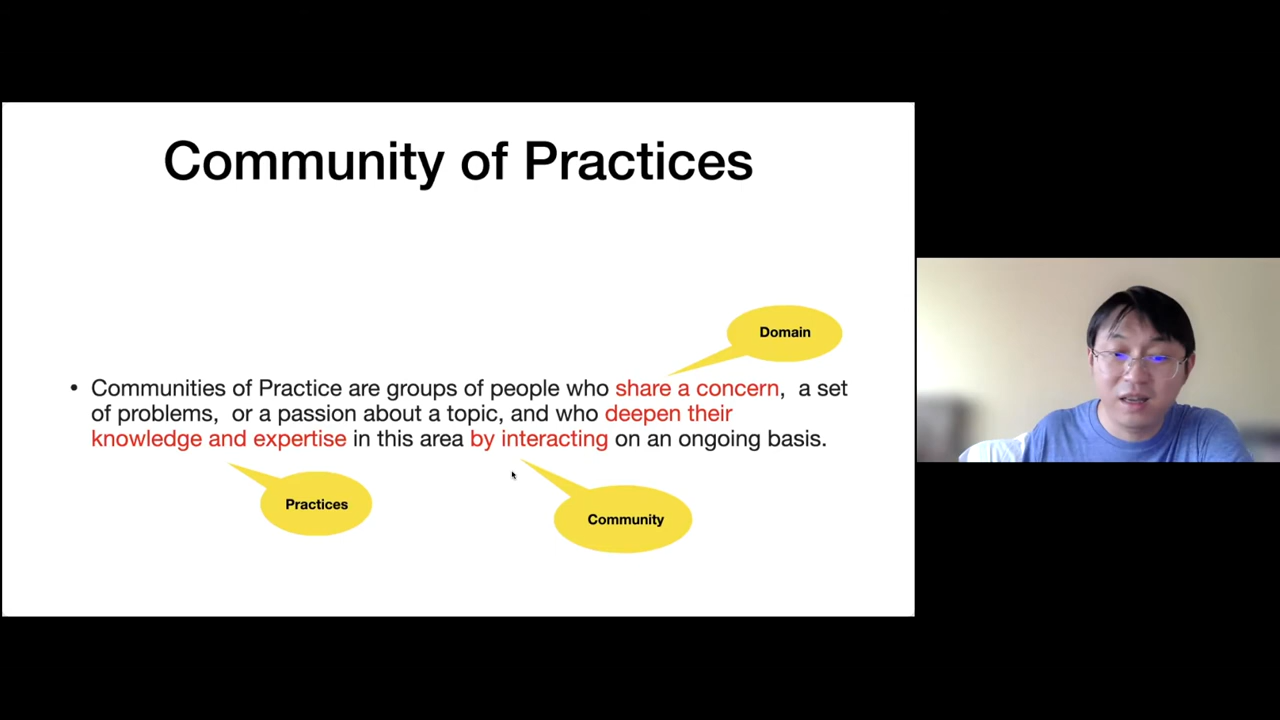 Community of Practices
Domain
• Communities of Practice are groups of people who share a concern, a set
of problems, or a passion about a topic, and who deepen their
knowledge and expertise in this area by interacting on an ongoing basis.
Practices
Community